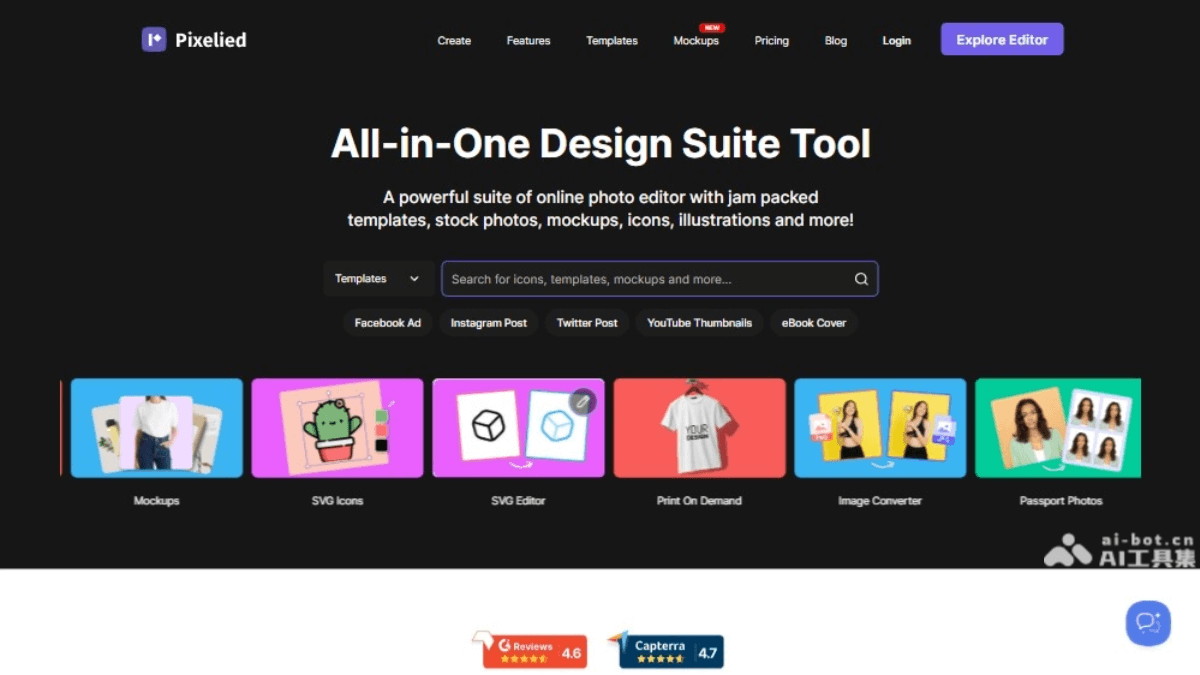 Pixelied
Create
Features
Templates
NEW
Mockups
Pricing
Blog
Login
Explore Editor
All-in-One Design Suite Tool
A powerful suite of online photo editor with jam packed
templates, stock photos, mockups, icons, illustrations and more!
Templates
Search for icons, templates, mockups and more...
Facebook Ad
Instagram Post
Twitter Post
YouTube Thumbnails
eBook Cover
YOUR
DESIGN
PNG
JPG
Mockups
SVG Icons
SVG Editor
Print On Demand
Image Converter
Passport Photos
ai-bot.cn
AI工具集
Reviews
4.6
Capterra
4.7